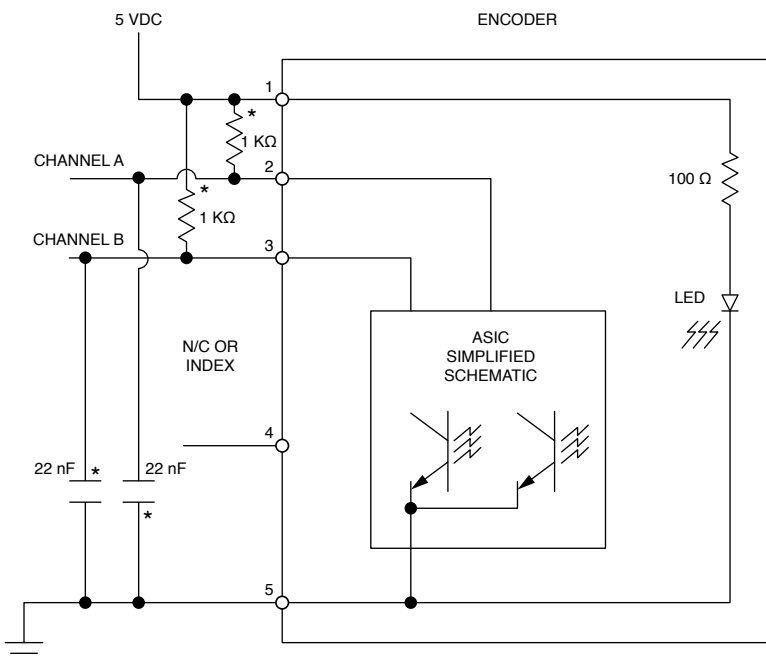 5 VDC
ENCODER
1
*
1 KΩ
CHANNEL A
2
*
1 KΩ
100 Ω
CHANNEL B
3
LED
N/C OR
INDEX
ASIC
SIMPLIFIED
SCHEMATIC
4
22 nF * 22 nF
*
5